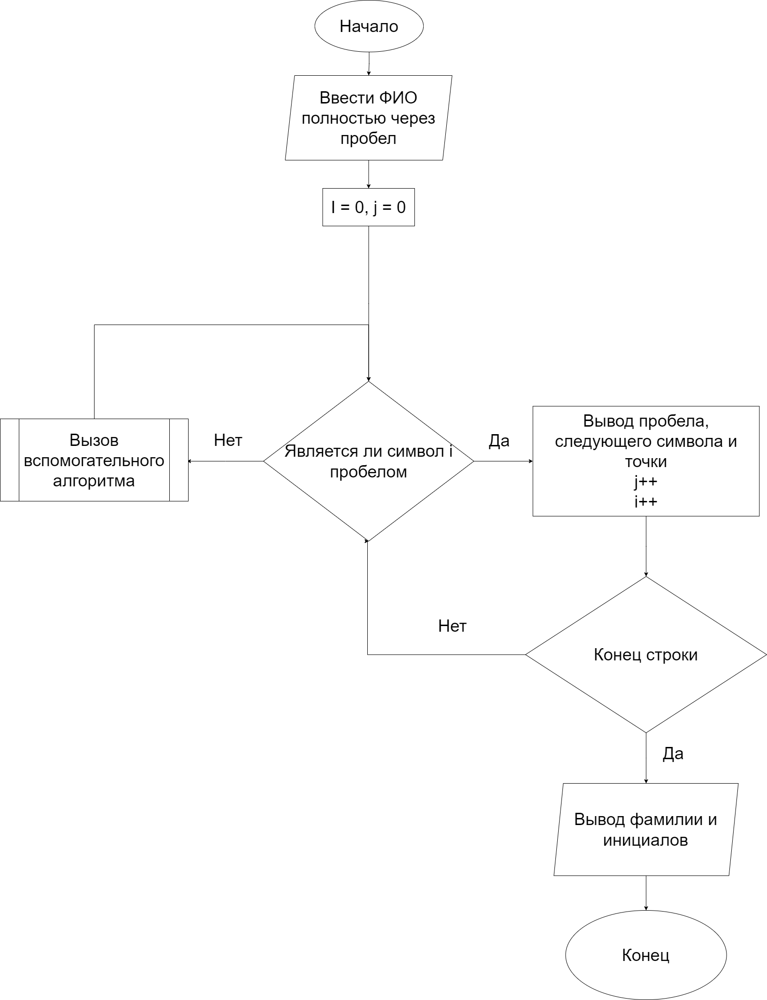 Начало
Ввести ФИО
полностью через
пробел
I = 0, j = 0
Вызов
вспомогательного
алгоритма
Нет
Является ли символ i
пробелом
Да
Вывод пробела,
следующего символа и
точки
j++
i++
Нет
Конец строки
Да
Вывод фамилии и
инициалов
Конец